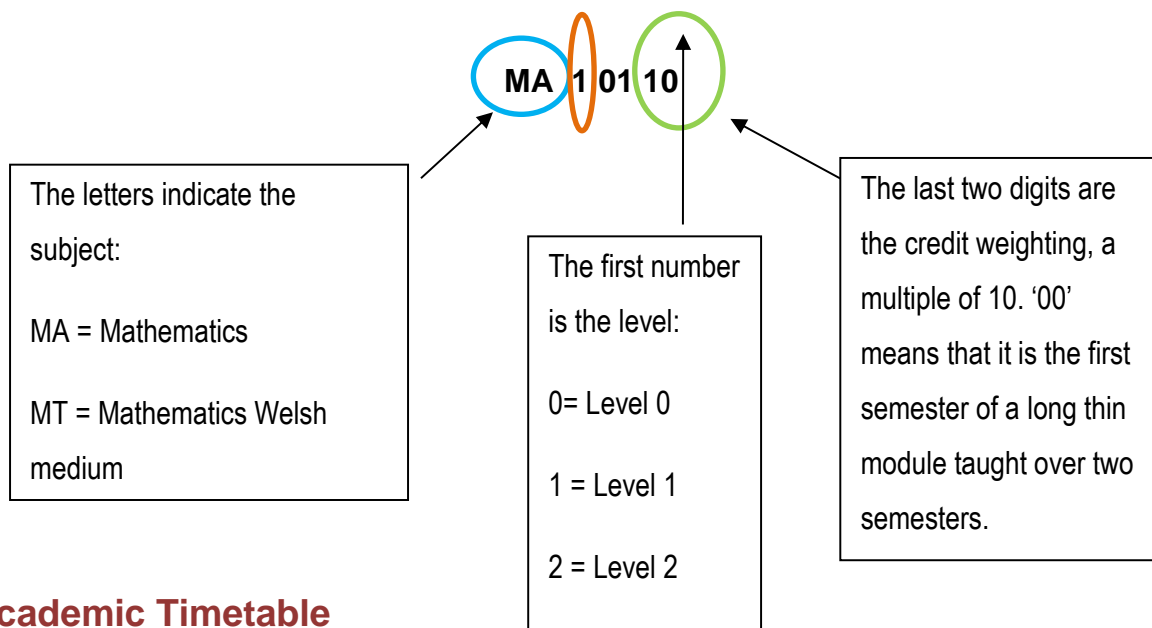 MA 1 01 10
The letters indicate the
subject:
MA = Mathematics
MT = Mathematics Welsh
medium
The first number
is the level:
0= Level 0
1 = Level 1
2 = Level 2
The last two digits are
the credit weighting, a
multiple of 10. ‘00’
means that it is the first
semester of a long thin
module taught over two
semesters.
cademic Timetable